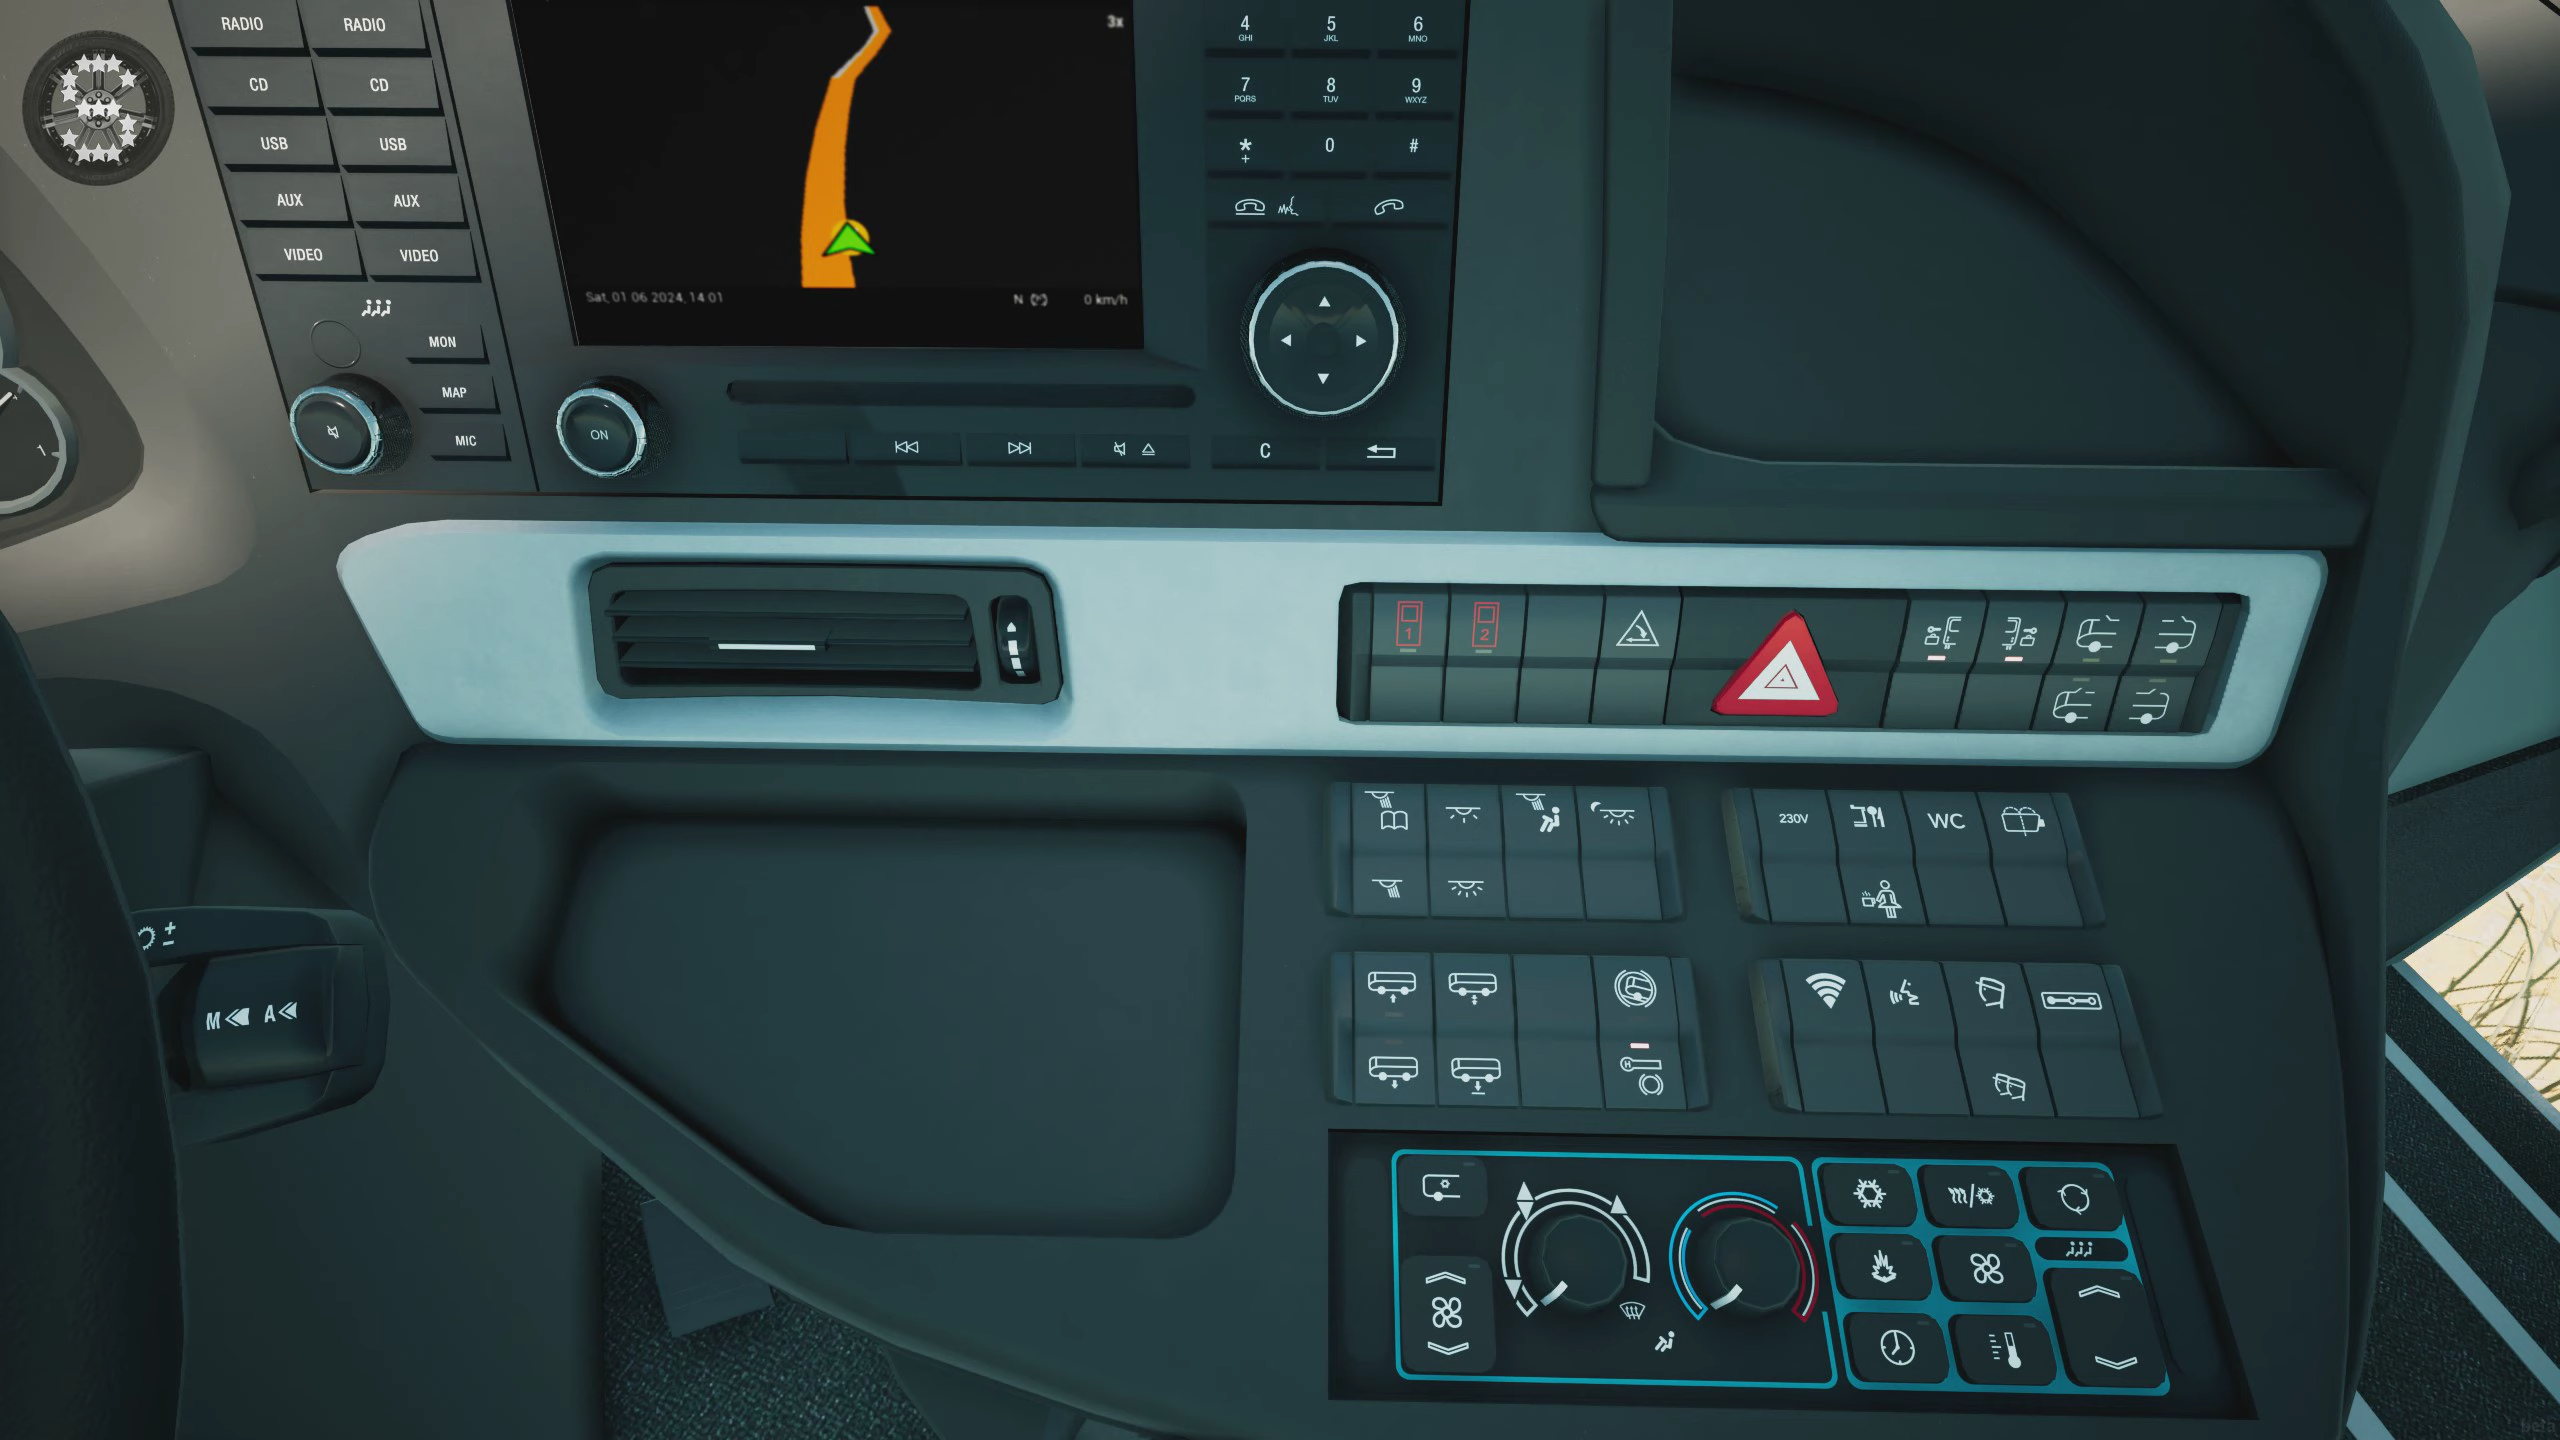 RADIO RADIO
CD CD
USB USB
AUX AUX
VIDEO VIDEO
MON
MAP
MIC
3x
Sat, 01 06 2024, 14:01
N
0 km/h
ON
4 5 6
GHI JKL MNO
7 8 9
PQRS TUV WXYZ
* 0 #
+
C
1 2
230V
WC
M A
H
beta